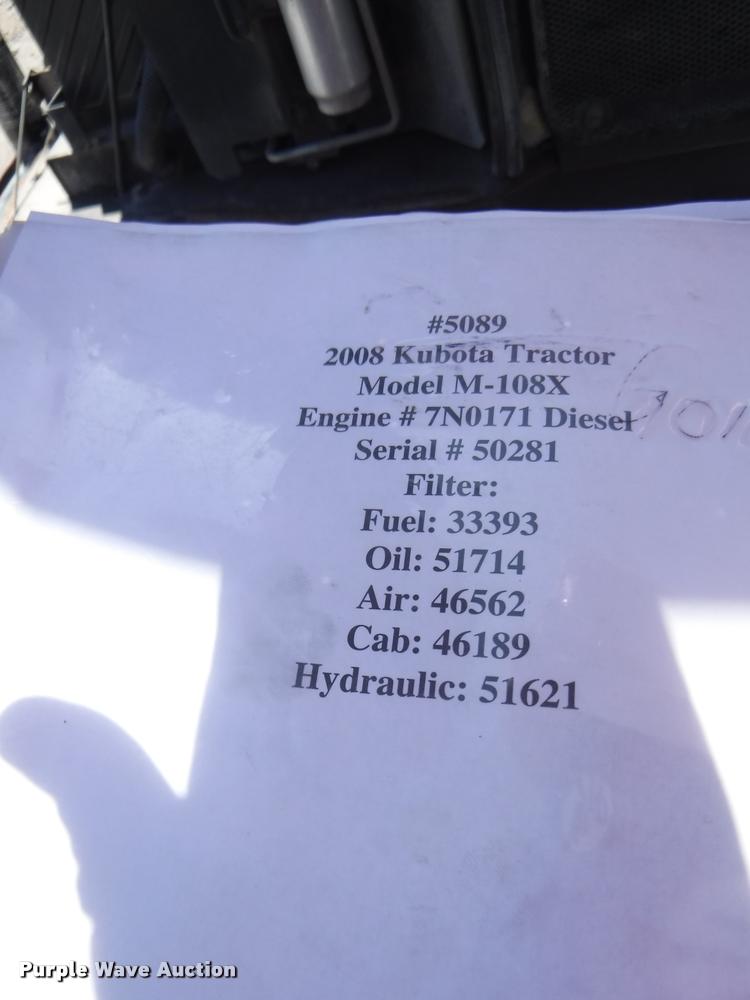 #5089
2008 Kubota Tractor
Model M-108X
Engine # 7N0171 Diesel
Serial # 50281
Filter:
Fuel: 33393
Oil: 51714
Air: 46562
Cab: 46189
Hydraulic: 51621
Purple Wave Auction